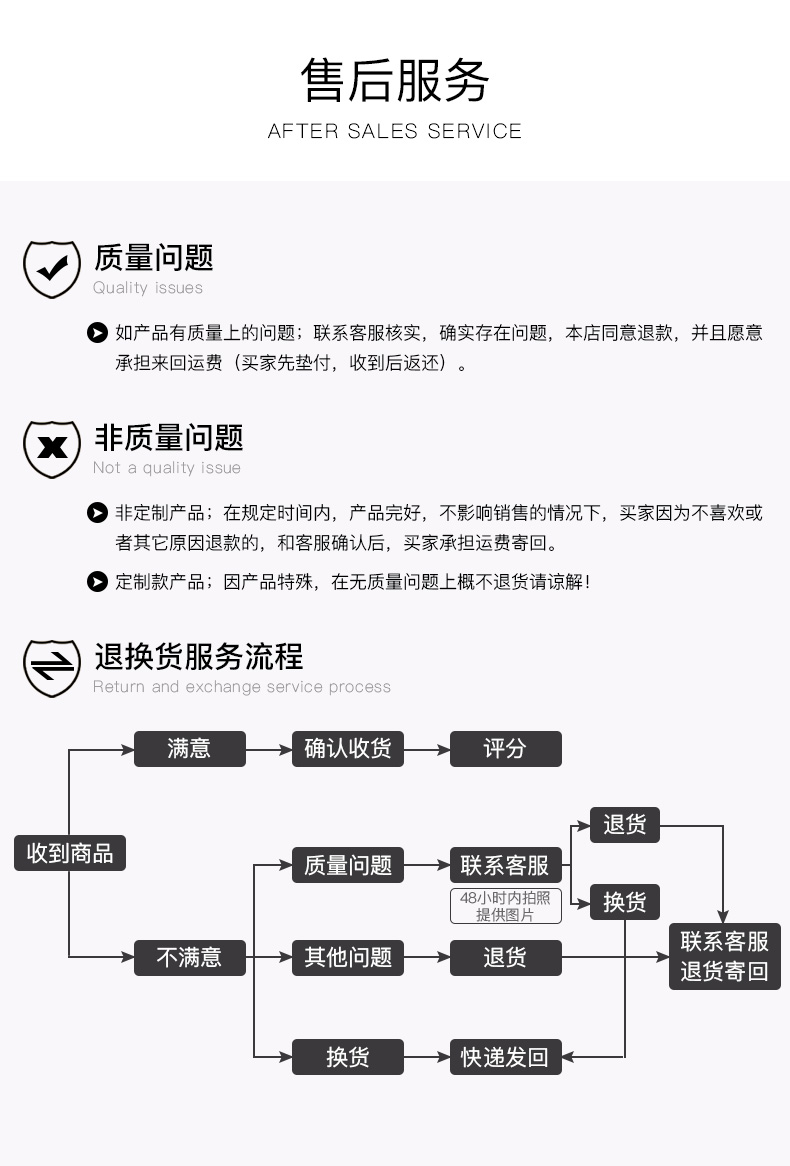 售后服务
AFTER SALES SERVICE
质量问题
Quality issues
如产品有质量上的问题；联系客服核实，确实存在问题，本店同意退款，并且愿意
承担来回运费（买家先垫付，收到后返还）。
非质量问题
Not a quality issue
非定制产品；在规定时间内，产品完好，不影响销售的情况下，买家因为不喜欢或
者其它原因退款的，和客服确认后，买家承担运费寄回。
定制款产品；因产品特殊，在无质量问题上概不退货请谅解！
退换货服务流程
Return and exchange service process
满意
确认收货
评分
退货
收到商品
质量问题
联系客服
48小时内拍照
提供图片
换货
不满意
其他问题
退货
联系客服
退货寄回
换货
快递发回